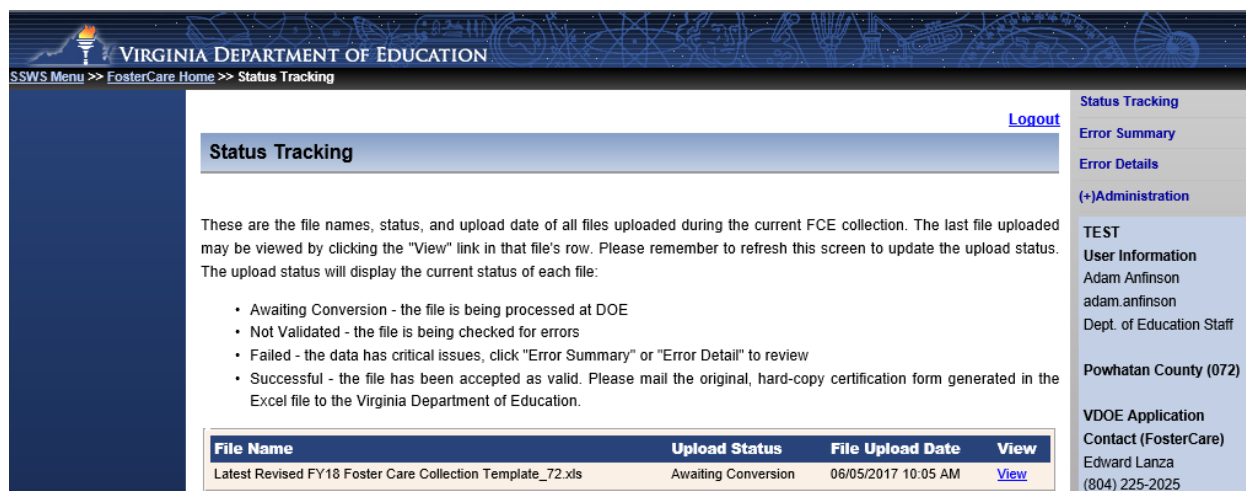 VIRGINIA DEPARTMENT OF EDUCATION
SSWS Menu >> FosterCare Home >> Status Tracking
Logout
Status Tracking
These are the file names, status, and upload date of all files uploaded during the current FCE collection. The last file uploaded
may be viewed by clicking the "View" link in that file's row. Please remember to refresh this screen to update the upload status.
The upload status will display the current status of each file:
• Awaiting Conversion - the file is being processed at DOE
• Not Validated - the file is being checked for errors
• Failed - the data has critical issues, click "Error Summary" or "Error Detail" to review
• Successful - the file has been accepted as valid. Please mail the original, hard-copy certification form generated in the
Excel file to the Virginia Department of Education.
File Name Upload Status File Upload Date View
Latest Revised FY18 Foster Care Collection Template_72.xls Awaiting Conversion 06/05/2017 10:05 AM View
Status Tracking
Error Summary
Error Details
(+)Administration
TEST
User Information
Adam Anfinson
adam.anfinson
Dept. of Education Staff
Powhatan County (072)
VDOE Application
Contact (FosterCare)
Edward Lanza
(804) 225-2025